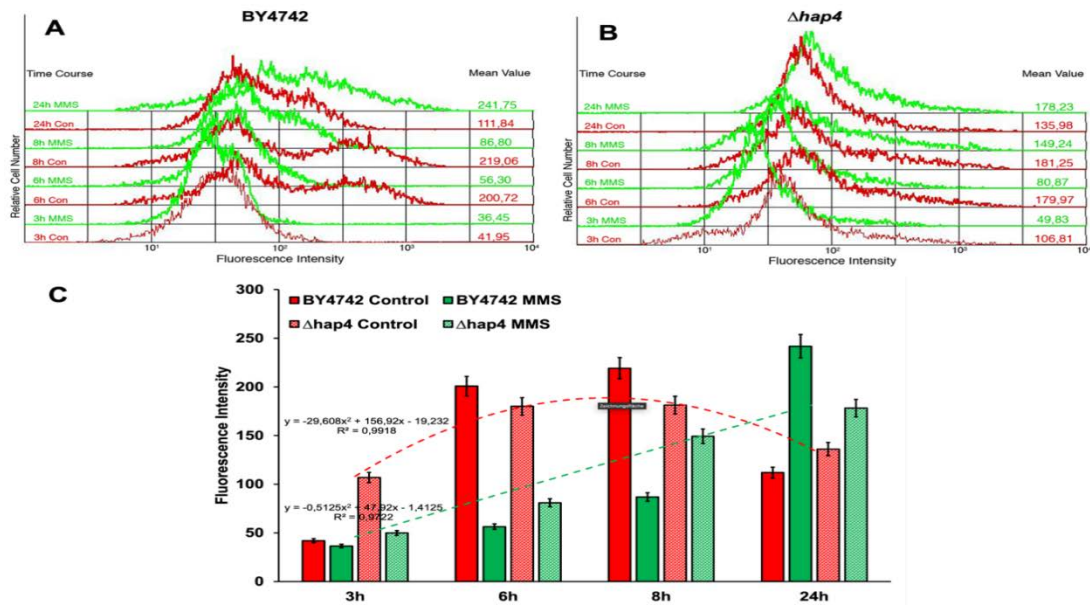 A
BY4742
Time Course
Mean Value
24h MMS
241,75
24h Con
111,84
8h MMS
86,80
8h Con
219,06
6h MMS
56,30
6h Con
200,72
3h MMS
36,45
3h Con
41,95
Relative Cell Number
10¹ 10² 10³ 10⁴
Fluorescence Intensity
B
Δhap4
Time Course
Mean Value
24h MMS
178,23
24h Con
135,98
8h MMS
149,24
8h Con
181,25
6h MMS
80,87
6h Con
179,97
3h MMS
49,83
3h Con
106,81
Relative Cell Number
10¹ 10² 10³ 10⁴
Fluorescence Intensity
C
BY4742 Control BY4742 MMS
Δhap4 Control Δhap4 MMS
Fluorescence Intensity
300
250
200
150
100
50
0
y = -29,608x² + 156,92x - 19,232
R² = 0,9918
y = -0,5125x² + 47,92x - 1,4125
R² = 0,9722
3h 6h 8h 24h